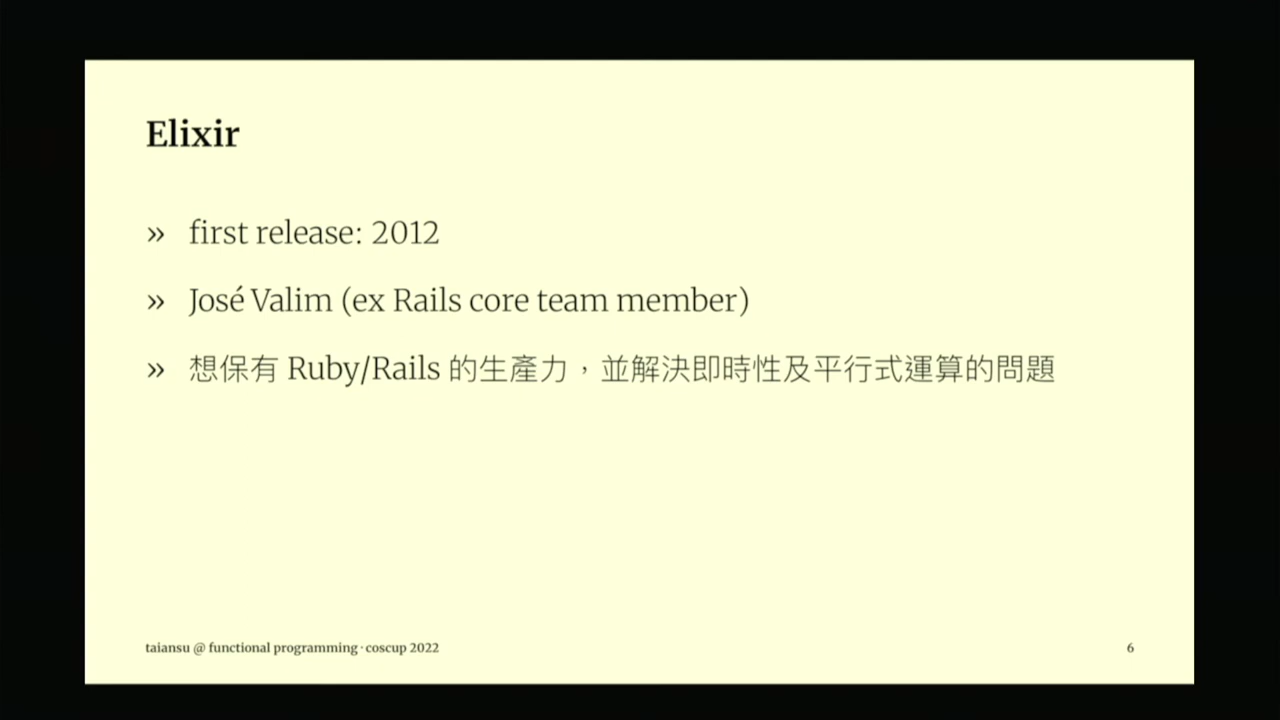 Elixir
» first release: 2012
» José Valim (ex Rails core team member)
» 想保有 Ruby/Rails 的生產力，並解決即時性及平行式運算的問題
taiansu @ functional programming · coscup 2022
6